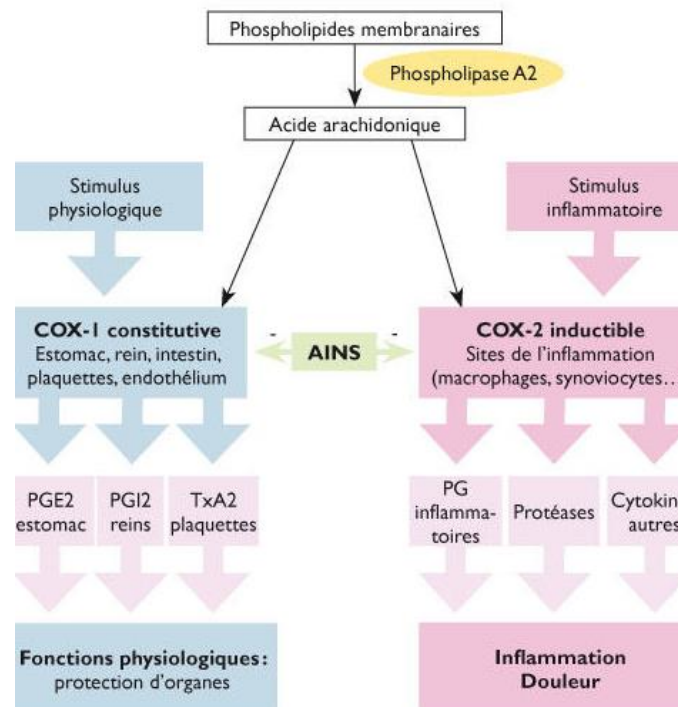 Phospholipides membranaires
Phospholipase A2
Acide arachidonique
Stimulus
physiologique
Stimulus
inflammatoire
COX-1 constitutive
Estomac, rein, intestin,
plaquettes, endothélium
-
AINS
-
COX-2 inductible
Sites de l'inflammation
(macrophages, synoviocytes…
PGE2
estomac
PGI2
reins
TxA2
plaquettes
PG
inflamma-
toires
Protéases
Cytokin
autres
Fonctions physiologiques:
protection d'organes
Inflammation
Douleur